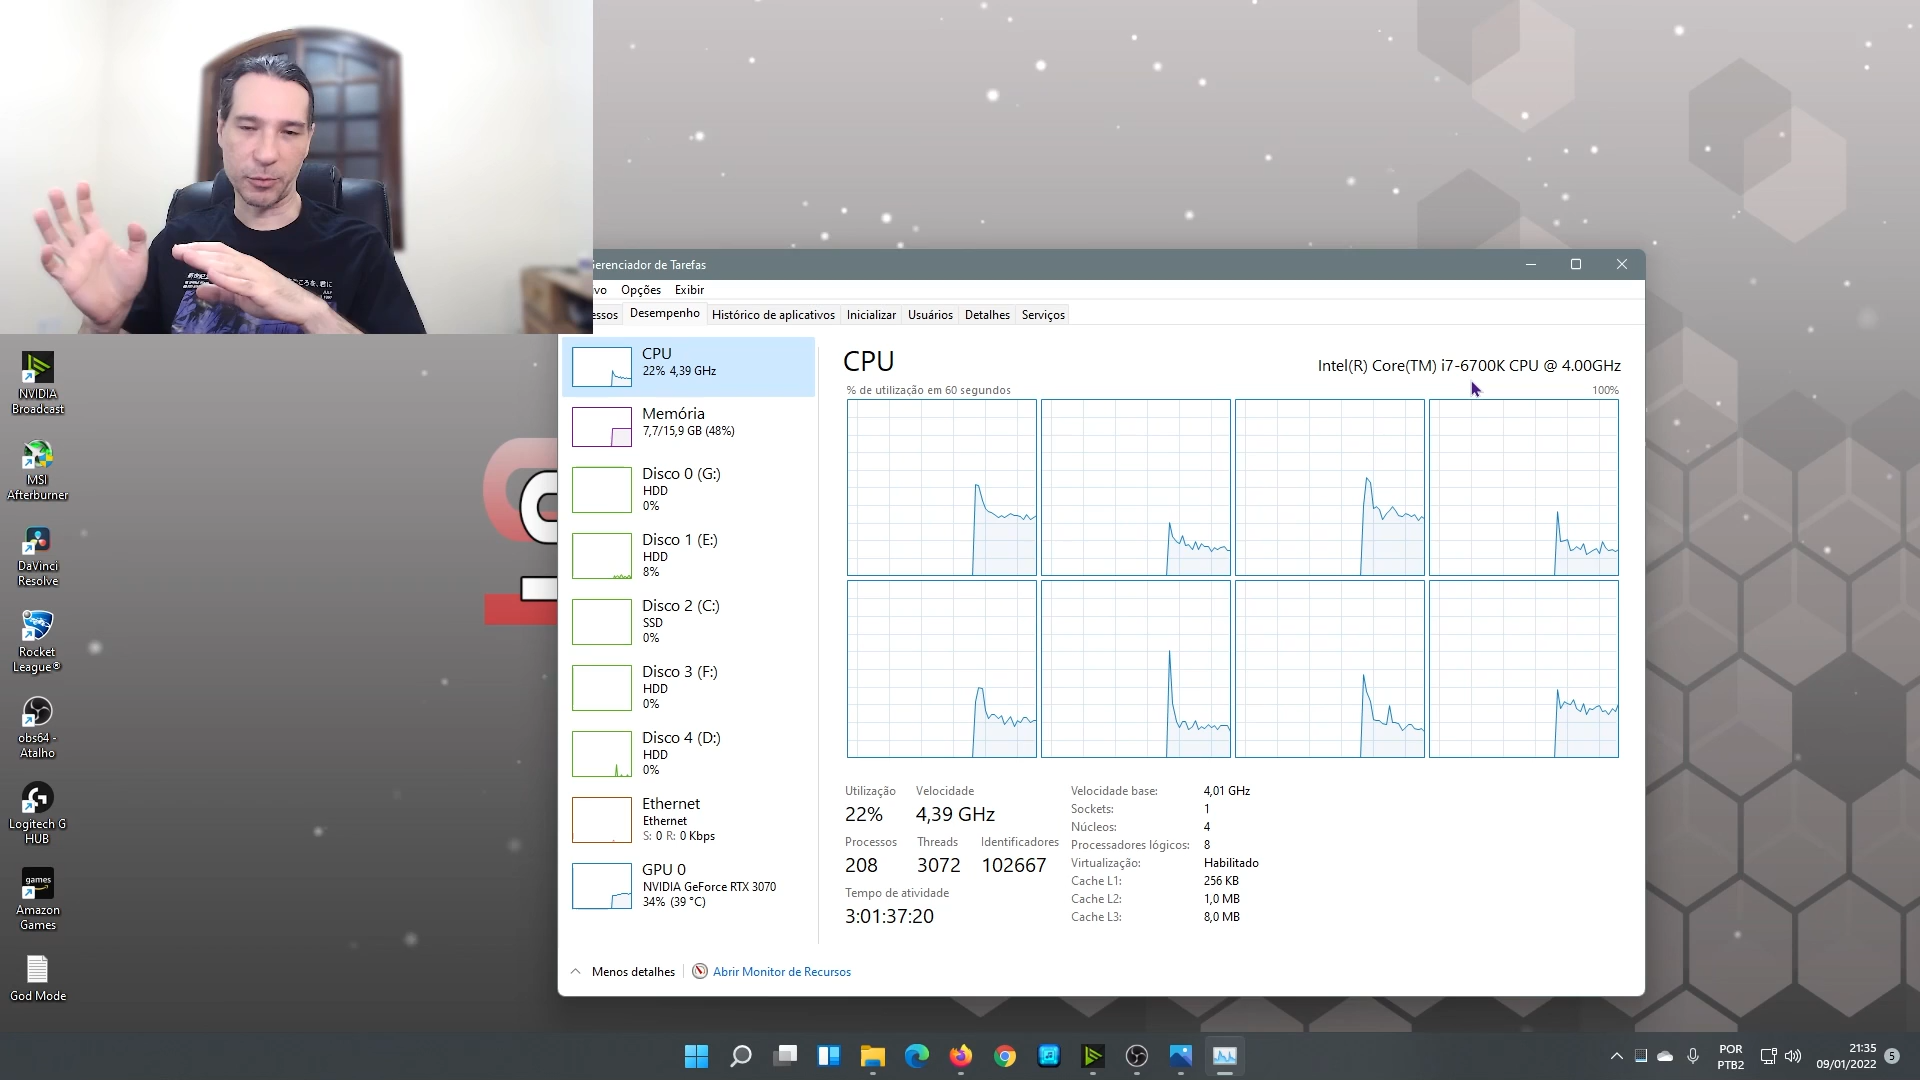 NVIDIA
Broadcast
MSI
Afterburner
DaVinci
Resolve
Rocket
League®
obs64 -
Atalho
Logitech G
HUB
games
Amazon
Games
God Mode
Gerenciador de Tarefas
vo Opções Exibir
essos Desempenho Histórico de aplicativos Inicializar Usuários Detalhes Serviços
CPU
22% 4,39 GHz
Memória
7,7/15,9 GB (48%)
Disco 0 (G:)
HDD
0%
Disco 1 (E:)
HDD
8%
Disco 2 (C:)
SSD
0%
Disco 3 (F:)
HDD
0%
Disco 4 (D:)
HDD
0%
Ethernet
Ethernet
S: 0 R: 0 Kbps
GPU 0
NVIDIA GeForce RTX 3070
34% (39 °C)
CPU
Intel(R) Core(TM) i7-6700K CPU @ 4.00GHz
% de utilização em 60 segundos 100%
Utilização Velocidade
22% 4,39 GHz
Processos Threads Identificadores
208 3072 102667
Tempo de atividade
3:01:37:20
Velocidade base: 4,01 GHz
Sockets: 1
Núcleos: 4
Processadores lógicos: 8
Virtualização: Habilitado
Cache L1: 256 KB
Cache L2: 1,0 MB
Cache L3: 8,0 MB
Menos detalhes Abrir Monitor de Recursos
POR
PTB2
21:35
09/01/2022
5